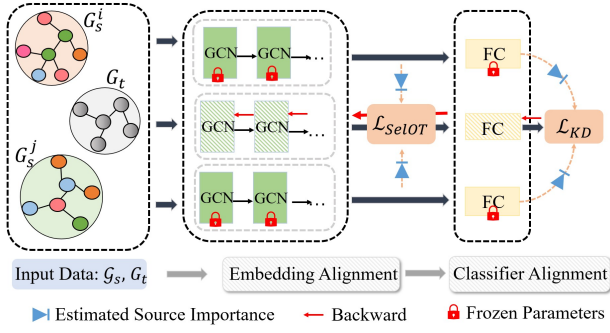 G_s^i
G_t
G_s^j
GCN GCN ...
GCN GCN ...
GCN GCN ...
ℒ_SelOT
FC
FC
FC
ℒ_KD
Input Data: 𝒢_s, G_t
Embedding Alignment
Classifier Alignment
Estimated Source Importance
Backward
Frozen Parameters